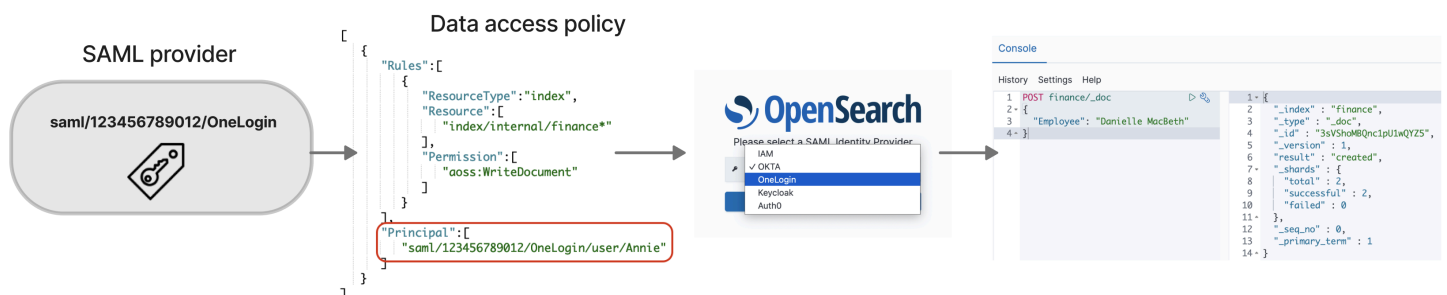 SAML provider
saml/123456789012/OneLogin
Data access policy
[
{
"Rules":[
{
"ResourceType":"index",
"Resource":[
"index/internal/finance*"
],
"Permission":[
"aoss:WriteDocument"
]
}
],
"Principal":[
"saml/123456789012/OneLogin/user/Annie"
]
}
]
OpenSearch
Please select a SAML Identity Provider
IAM
✓ OKTA
OneLogin
Keycloak
Auth0
Console
History Settings Help
1 POST finance/_doc
2 {
3 "Employee": "Danielle MacBeth"
4 }
1 {
2 "_index" : "finance",
3 "_type" : "_doc",
4 "_id" : "3sVShoMBQnc1pU1wQYZ5",
5 "_version" : 1,
6 "result" : "created",
7 "_shards" : {
8 "total" : 2,
9 "successful" : 2,
10 "failed" : 0
11 },
12 "_seq_no" : 0,
13 "_primary_term" : 1
14 }